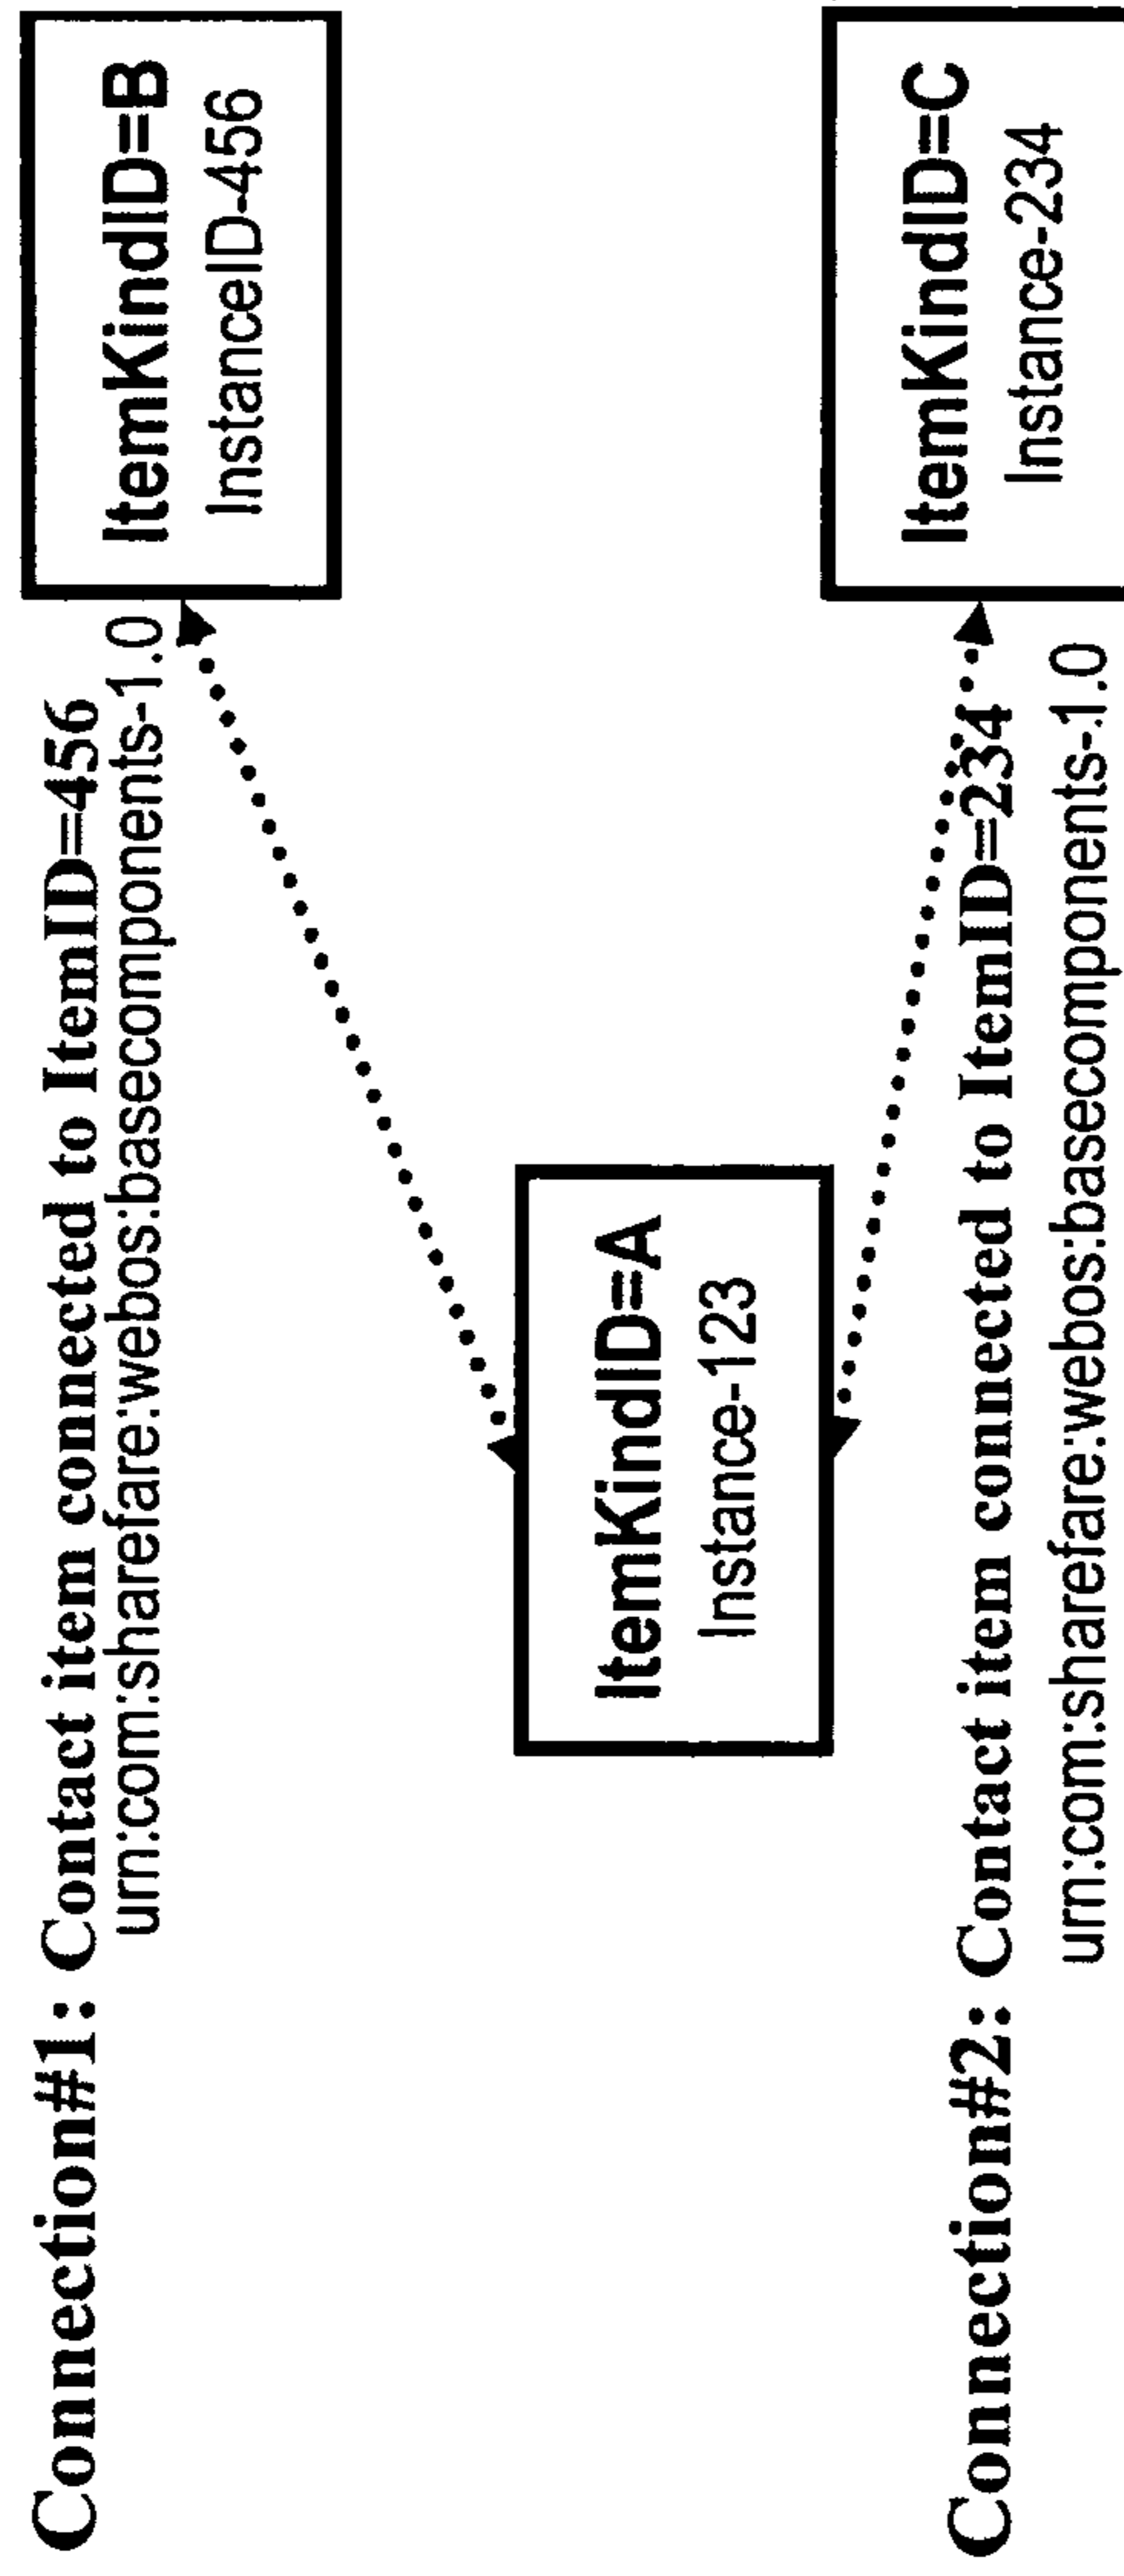 Connection#1: Contact item connected to ItemID=456
urn:com:sharefare:webos:basecomponents-1.0
ItemKindID=B
InstanceID-456
ItemKindID=A
Instance-123
ItemKindID=C
Instance-234
Connection#2: Contact item connected to ItemID=234
urn:com:sharefare:webos:basecomponents-1.0